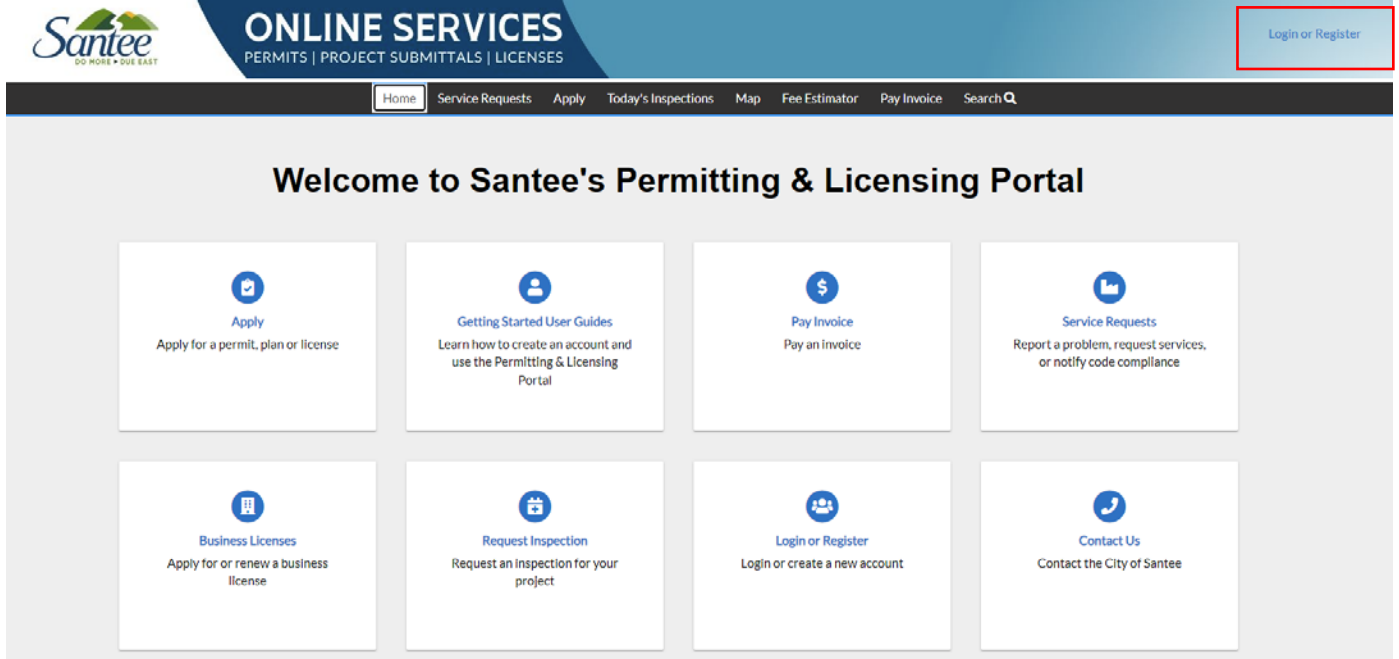 Santee
DO MORE • DUE EAST
ONLINE SERVICES
PERMITS | PROJECT SUBMITTALS | LICENSES
Login or Register
Home Service Requests Apply Today's Inspections Map Fee Estimator Pay Invoice Search
Welcome to Santee's Permitting & Licensing Portal
Apply
Apply for a permit, plan or license
Getting Started User Guides
Learn how to create an account and
use the Permitting & Licensing
Portal
Pay Invoice
Pay an invoice
Service Requests
Report a problem, request services,
or notify code compliance
Business Licenses
Apply for or renew a business
license
Request Inspection
Request an inspection for your
project
Login or Register
Login or create a new account
Contact Us
Contact the City of Santee